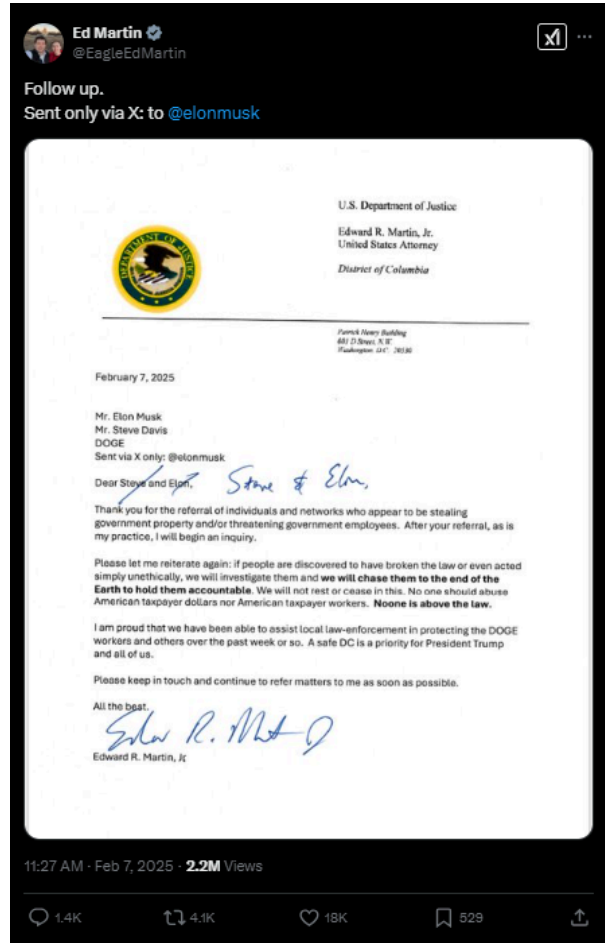 Ed Martin
@EagleEdMartin
Follow up.
Sent only via X: to @elonmusk
U.S. Department of Justice
Edward R. Martin, Jr.
United States Attorney
District of Columbia
DEPARTMENT OF JUSTICE
Patrick Henry Building
601 D Street, N.W.
Washington, D.C. 20530
February 7, 2025
Mr. Elon Musk
Mr. Steve Davis
DOGE
Sent via X only: @elonmusk
Dear Steve and Elon, Steve & Elon,
Thank you for the referral of individuals and networks who appear to be stealing
government property and/or threatening government employees. After your referral, as is
my practice, I will begin an inquiry.
Please let me reiterate again: if people are discovered to have broken the law or even acted
simply unethically, we will investigate them and we will chase them to the end of the
Earth to hold them accountable. We will not rest or cease in this. No one should abuse
American taxpayer dollars nor American taxpayer workers. Noone is above the law.
I am proud that we have been able to assist local law-enforcement in protecting the DOGE
workers and others over the past week or so. A safe DC is a priority for President Trump
and all of us.
Please keep in touch and continue to refer matters to me as soon as possible.
All the best.
Edward R. Martin, Jr
11:27 AM · Feb 7, 2025 · 2.2M Views
1.4K 4.1K 18K 529